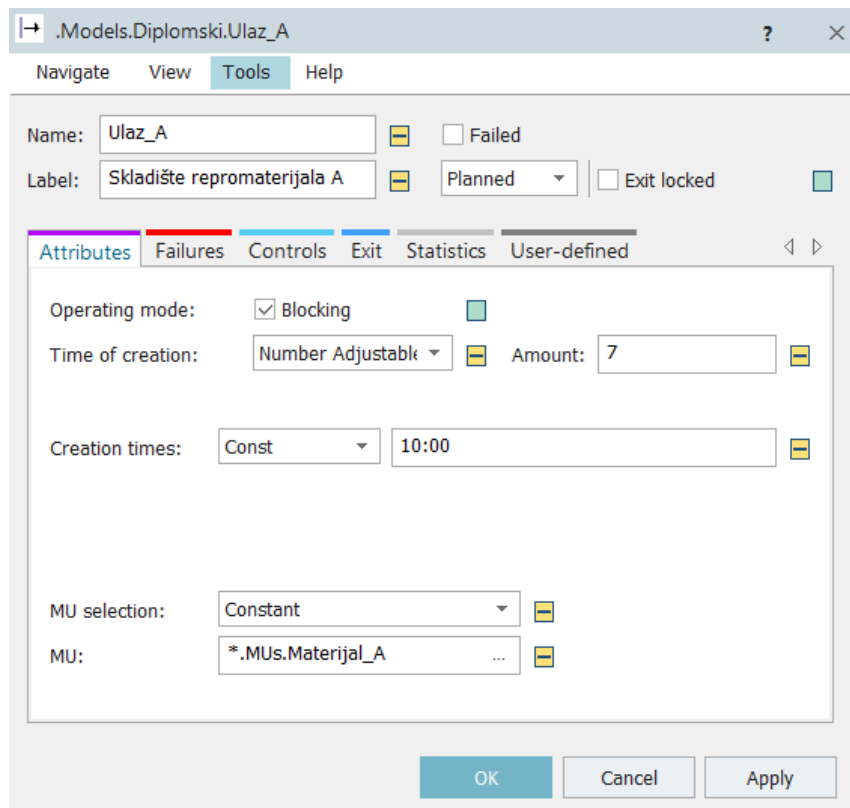 .Models.Diplomski.Ulaz_A ?
Navigate View Tools Help
Name: Ulaz_A Failed
Label: Skladište repromaterijala A Planned Exit locked
Attributes Failures Controls Exit Statistics User-defined
Operating mode: Blocking
Time of creation: Number Adjustable Amount: 7
Creation times: Const 10:00
MU selection: Constant
MU: *.MUs.Materijal_A ...
OK Cancel Apply